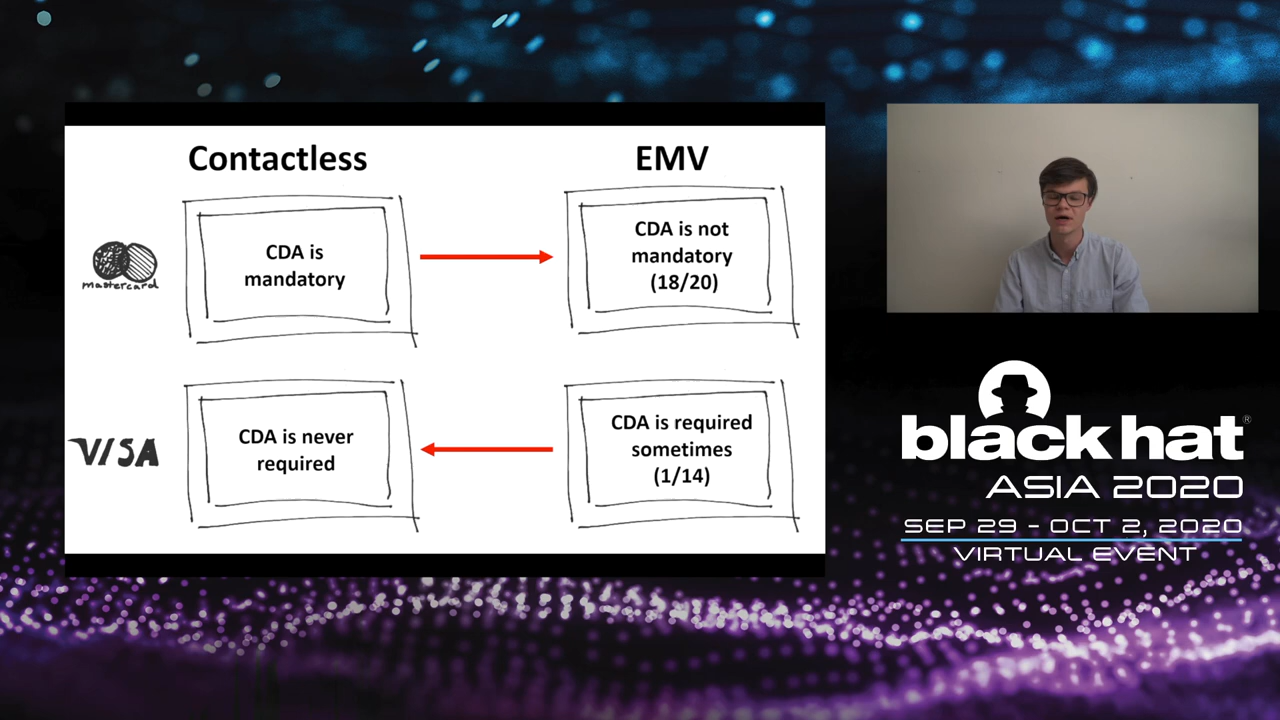 Contactless
EMV
mastercard
CDA is
mandatory
CDA is not
mandatory
(18/20)
VISA
CDA is never
required
CDA is required
sometimes
(1/14)
black hat®
ASIA 2020
SEP 29 - OCT 2, 2020
VIRTUAL EVENT